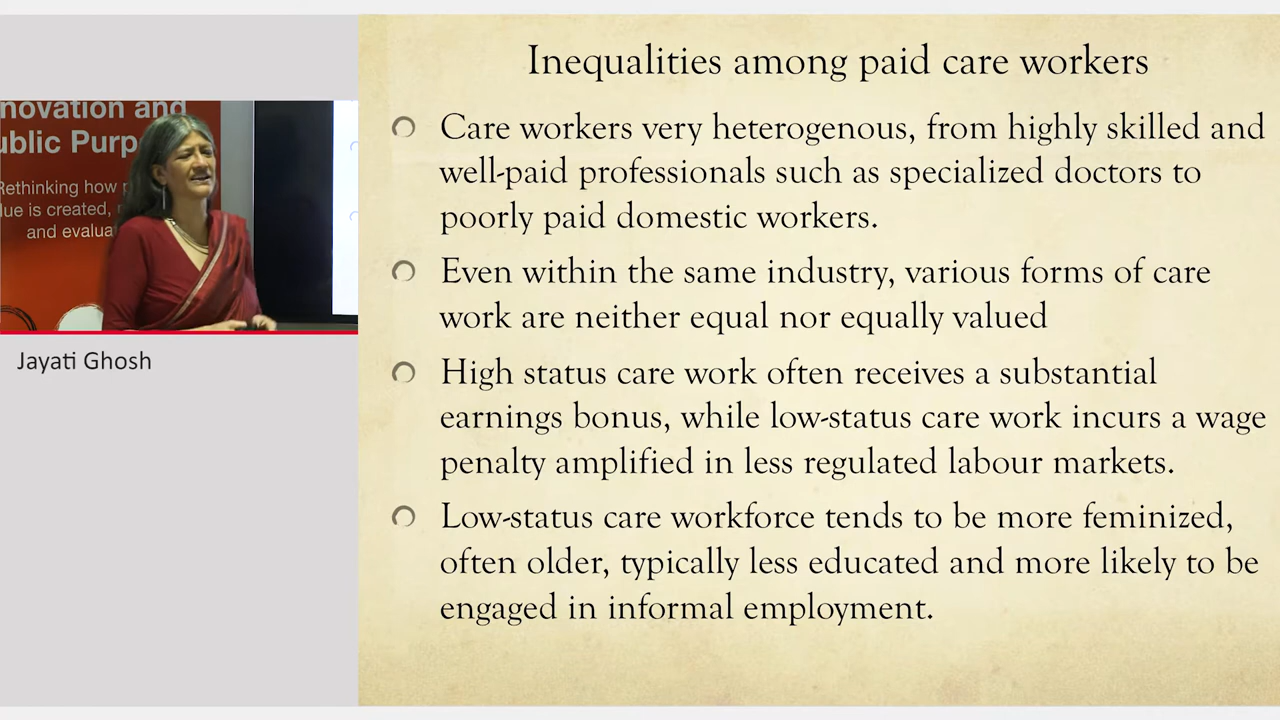 novation and
ublic Purp
Rethinking how
lue is created,
and evalua
Jayati Ghosh
Inequalities among paid care workers
Care workers very heterogenous, from highly skilled and
well-paid professionals such as specialized doctors to
poorly paid domestic workers.
Even within the same industry, various forms of care
work are neither equal nor equally valued
High status care work often receives a substantial
earnings bonus, while low-status care work incurs a wage
penalty amplified in less regulated labour markets.
Low-status care workforce tends to be more feminized,
often older, typically less educated and more likely to be
engaged in informal employment.